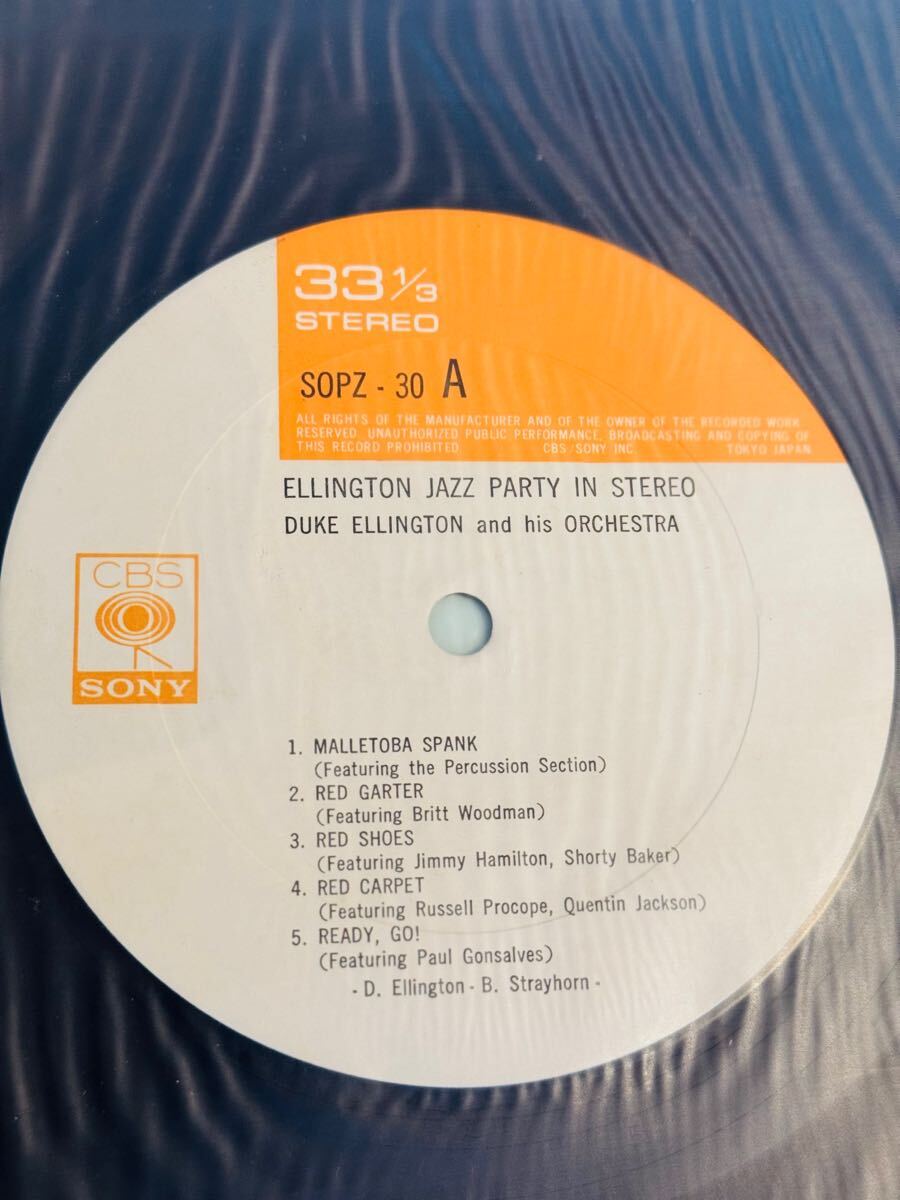 33 1/3
STEREO
SOPZ - 30 A
ALL RIGHTS OF THE MANUFACTURER AND OF THE OWNER OF THE RECORDED WORK
RESERVED. UNAUTHORIZED PUBLIC PERFORMANCE, BROADCASTING AND COPYING OF
THIS RECORD PROHIBITED. CBS/SONY INC. TOKYO JAPAN
ELLINGTON JAZZ PARTY IN STEREO
DUKE ELLINGTON and his ORCHESTRA
CBS
SONY
1. MALLETOBA SPANK
(Featuring the Percussion Section)
2. RED GARTER
(Featuring Britt Woodman)
3. RED SHOES
(Featuring Jimmy Hamilton, Shorty Baker)
4. RED CARPET
(Featuring Russell Procope, Quentin Jackson)
5. READY, GO!
(Featuring Paul Gonsalves)
- D. Ellington - B. Strayhorn -